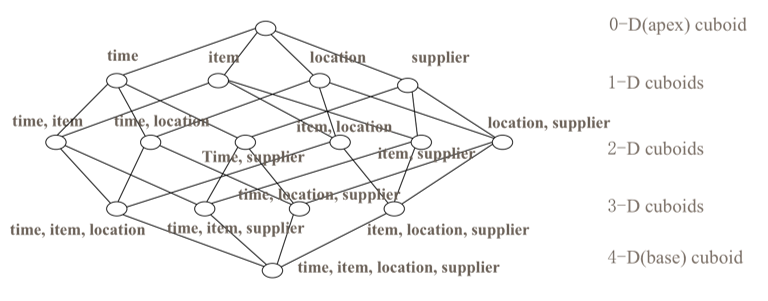 0-D(apex) cuboid
time
item
location
supplier
1-D cuboids
time, item
time, location
item, location
location, supplier
Time, supplier
item, supplier
2-D cuboids
time, location, supplier
3-D cuboids
time, item, location
time, item, supplier
item, location, supplier
4-D(base) cuboid
time, item, location, supplier